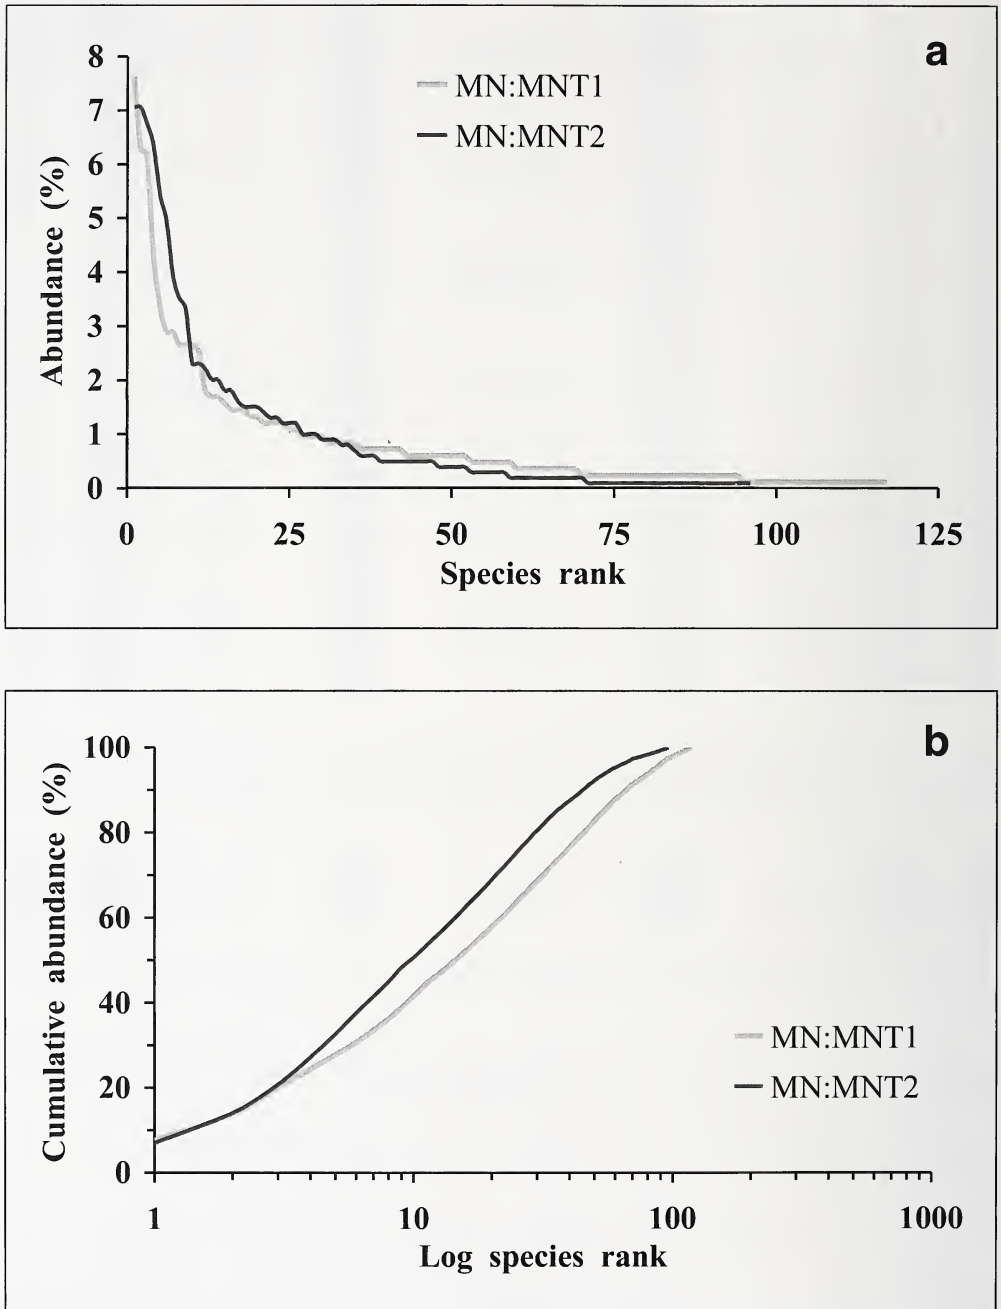 a
8
7
6
5
4
3
2
1
0
Abundance (%)
MN:MNT1
MN:MNT2
0 25 50 75 100 125
Species rank
b
100
80
60
40
20
0
Cumulative abundance (%)
MN:MNT1
MN:MNT2
1 10 100 1000
Log species rank